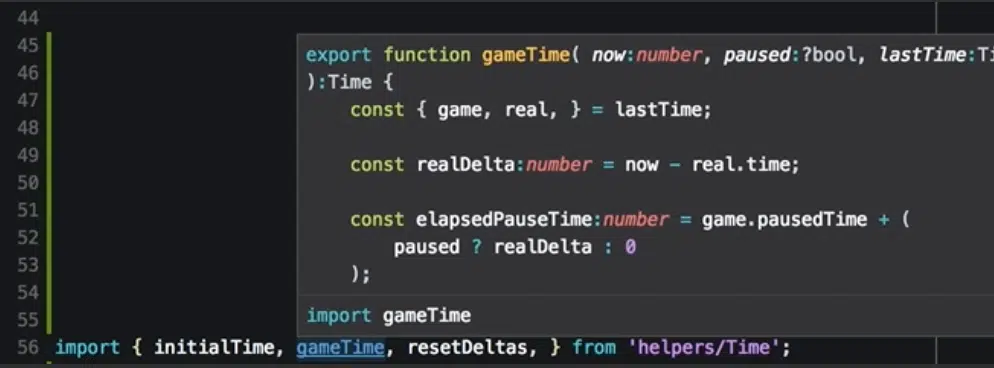 44
45
export function gameTime( now:number, paused:?bool, lastTime:Ti
46
):Time {
47
const { game, real, } = lastTime;
48
49
const realDelta:number = now - real.time;
50
51
const elapsedPauseTime:number = game.pausedTime + (
52
paused ? realDelta : 0
53
);
54
55
import gameTime
56 import { initialTime, gameTime, resetDeltas, } from 'helpers/Time';